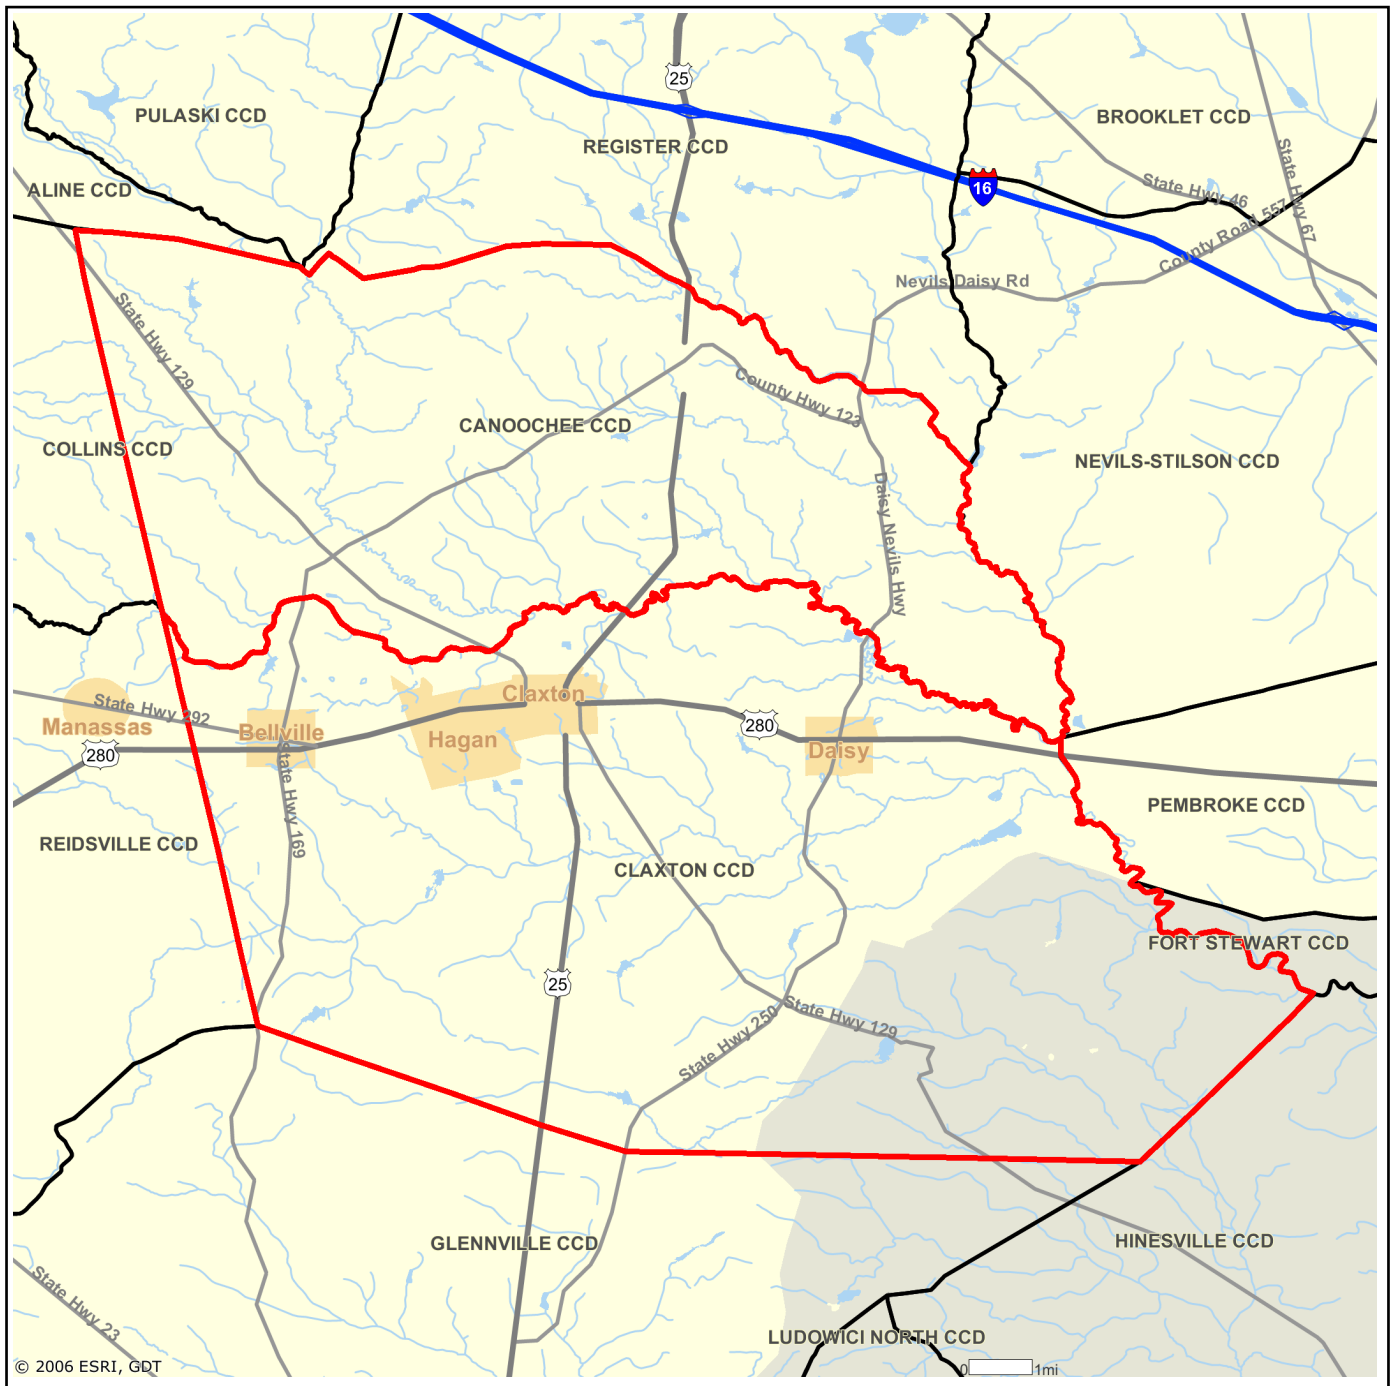 25
PULASKI CCD
REGISTER CCD
BROOKLET CCD
ALINE CCD
16
State Hwy 46
State Hwy 67
County Road 557
Nevils Daisy Rd
State Hwy 129
County Hwy 123
CANOOCHEE CCD
COLLINS CCD
NEVILS-STILSON CCD
Daisy Nevils Hwy
Claxton
State Hwy 292
Manassas
Bellville
Hagan
280
Daisy
280
State Hwy 169
PEMBROKE CCD
REIDSVILLE CCD
CLAXTON CCD
FORT STEWART CCD
25
State Hwy 250
State Hwy 129
GLENNVILLE CCD
HINESVILLE CCD
State Hwy 23
LUDOWICI NORTH CCD
© 2006 ESRI, GDT
0 1mi